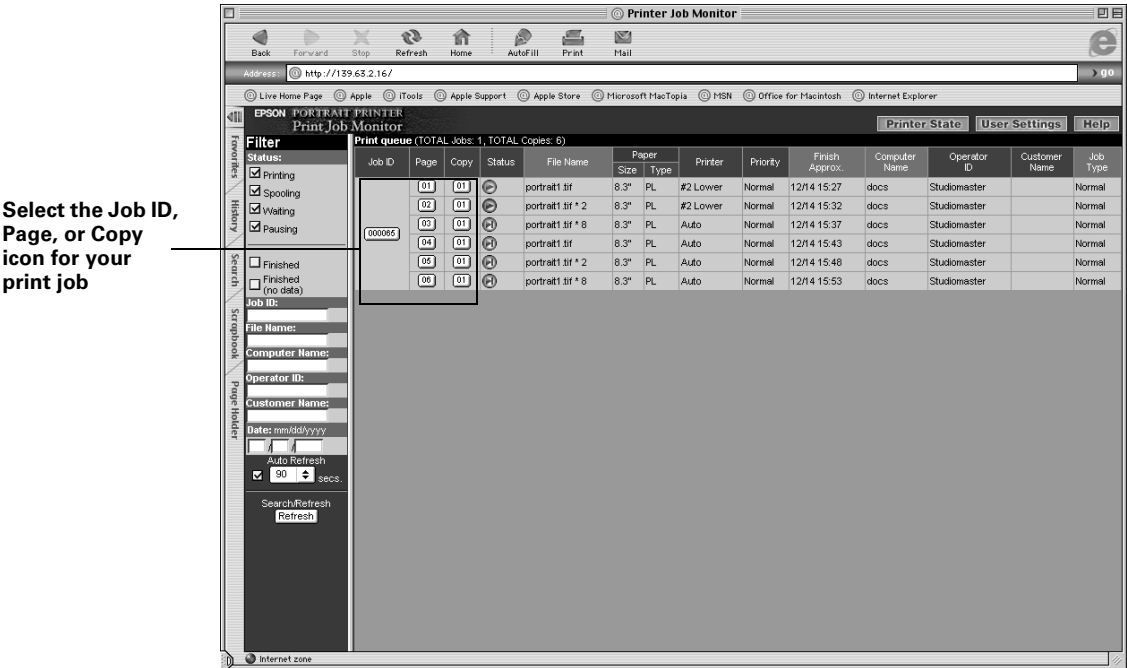 Printer Job Monitor
Back Forward Stop Refresh Home AutoFill Print Mail
Address: http://139.63.2.16/ go
Live Home Page Apple iTools Apple Support Apple Store Microsoft MacTopia MSN Office for Macintosh Internet Explorer
Favorites
History
Search
Scrapbook
Page Holder
EPSON PORTRAIT PRINTER
Print Job Monitor
Printer State User Settings Help
Filter
Status:
Printing
Spooling
Waiting
Pausing
Finished
Finished
(no data)
Job ID:
File Name:
Computer Name:
Operator ID:
Customer Name:
Date: mm/dd/yyyy
/ /
Auto Refresh
90 secs.
Search/Refresh
Refresh
Print queue (TOTAL Jobs: 1, TOTAL Copies: 6)
Job ID Page Copy Status File Name Paper Size Type Printer Priority Finish Approx. Computer Name Operator ID Customer Name Job Type
000065
01 01 portrait1.tif 8.3" PL #2 Lower Normal 12/14 15:27 docs Studiomaster Normal
02 01 portrait1.tif * 2 8.3" PL #2 Lower Normal 12/14 15:32 docs Studiomaster Normal
03 01 portrait1.tif * 8 8.3" PL Auto Normal 12/14 15:37 docs Studiomaster Normal
04 01 portrait1.tif 8.3" PL Auto Normal 12/14 15:43 docs Studiomaster Normal
05 01 portrait1.tif * 2 8.3" PL Auto Normal 12/14 15:48 docs Studiomaster Normal
06 01 portrait1.tif * 8 8.3" PL Auto Normal 12/14 15:53 docs Studiomaster Normal
Internet zone
Select the Job ID,
Page, or Copy
icon for your
print job